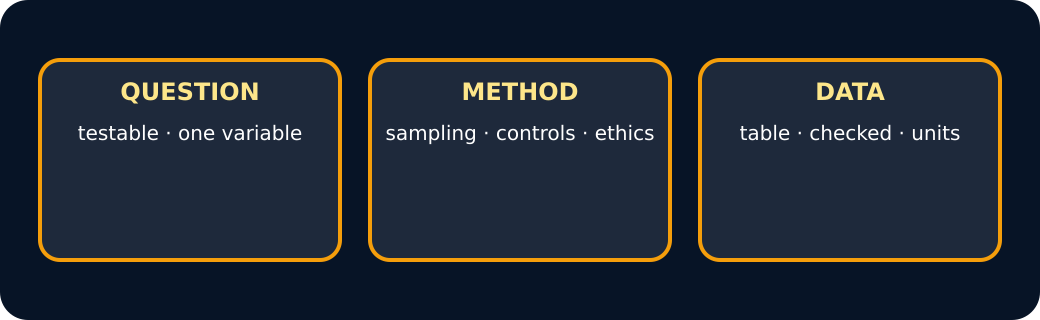 QUESTION
testable · one variable
METHOD
sampling · controls · ethics
DATA
table · checked · units